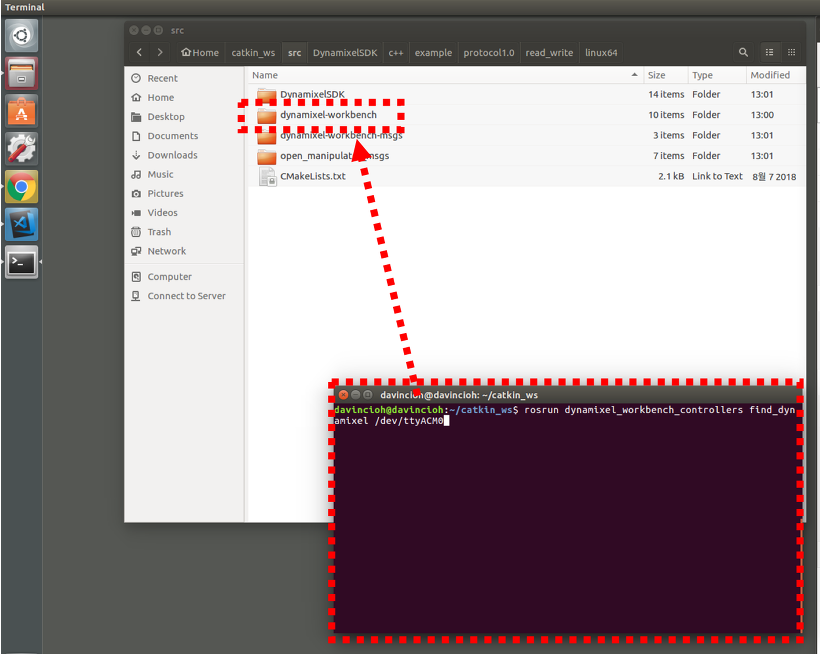 Terminal
src
Home catkin_ws src DynamixelSDK c++ example protocol1.0 read_write linux64
Name Size Type Modified
Recent
Home
Desktop
Documents
Downloads
Music
Pictures
Videos
Trash
Network
Computer
Connect to Server
DynamixelSDK 14 items Folder 13:01
dynamixel-workbench 10 items Folder 13:00
dynamixel-workbench-msgs 3 items Folder 13:01
7 items Folder 13:01
CMakeLists.txt 2.1 kB Link to Text 8월 7 2018
davincioh@davincioh: ~/catkin_ws
davincioh@davincioh:~/catkin_ws$ rosrun dynamixel_workbench_controllers find_dyn
amixel /dev/ttyACM0